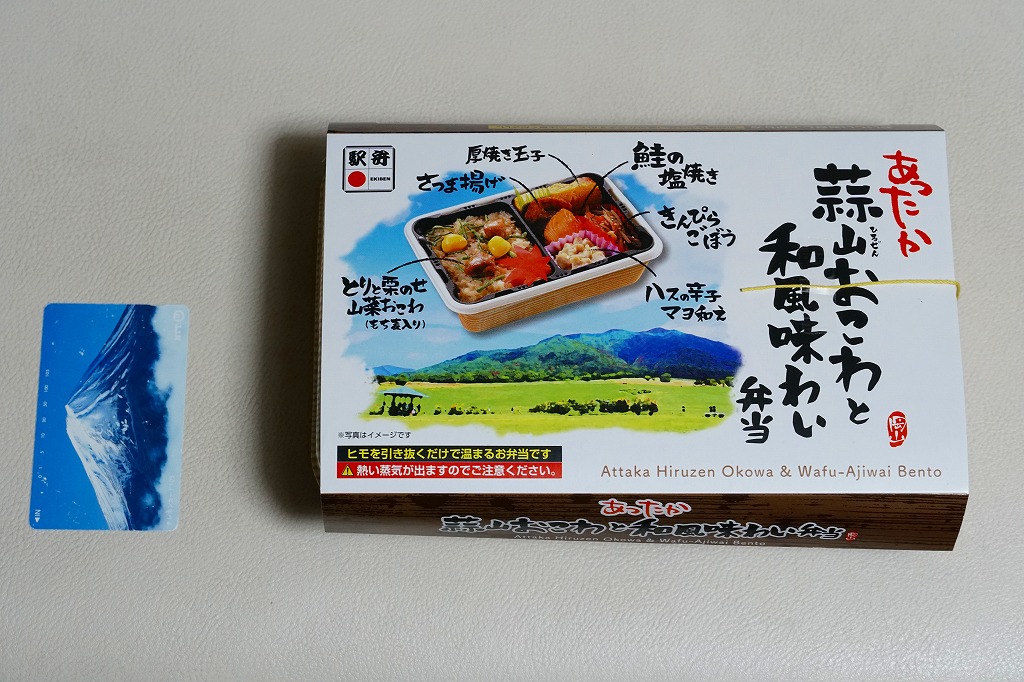 駅弁
EKIBEN
厚焼き玉子
さつま揚げ
鮭の
塩焼き
きんぴら
ごぼう
とりと栗のせ
山菜おこわ
(もち麦入り)
ハスの辛子
マヨ和え
あったか
蒜山おこわと
ひるぜん
和風味わい
弁当
岡山
※写真はイメージです
ヒモを引き抜くだけで温まるお弁当です
熱い蒸気が出ますのでご注意ください。
Attaka Hiruzen Okowa & Wafu-Ajiwai Bento
あったか
蒜山おこわと和風味わい弁当
Attaka Hiruzen Okowa & Wafu-Ajiwai Bento
IN